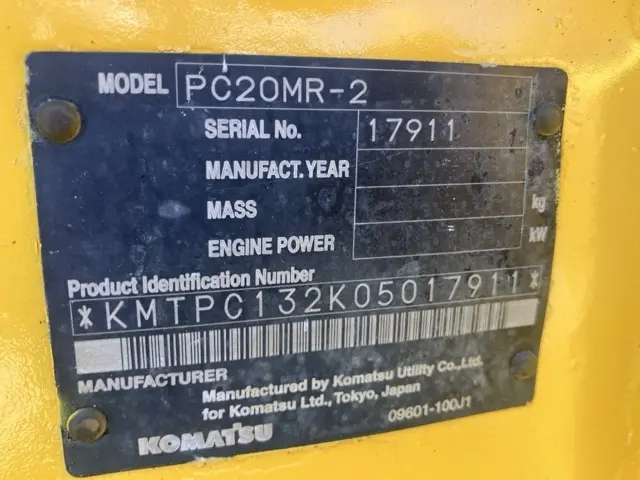 MODEL PC20MR-2
SERIAL No. 17911
MANUFACT.YEAR
MASS kg
ENGINE POWER kW
Product Identification Number
*KMTPC132K05017911*
MANUFACTURER
Manufactured by Komatsu Utility Co.,Ltd.
for Komatsu Ltd., Tokyo, Japan
09601-100J1
KOMATSU